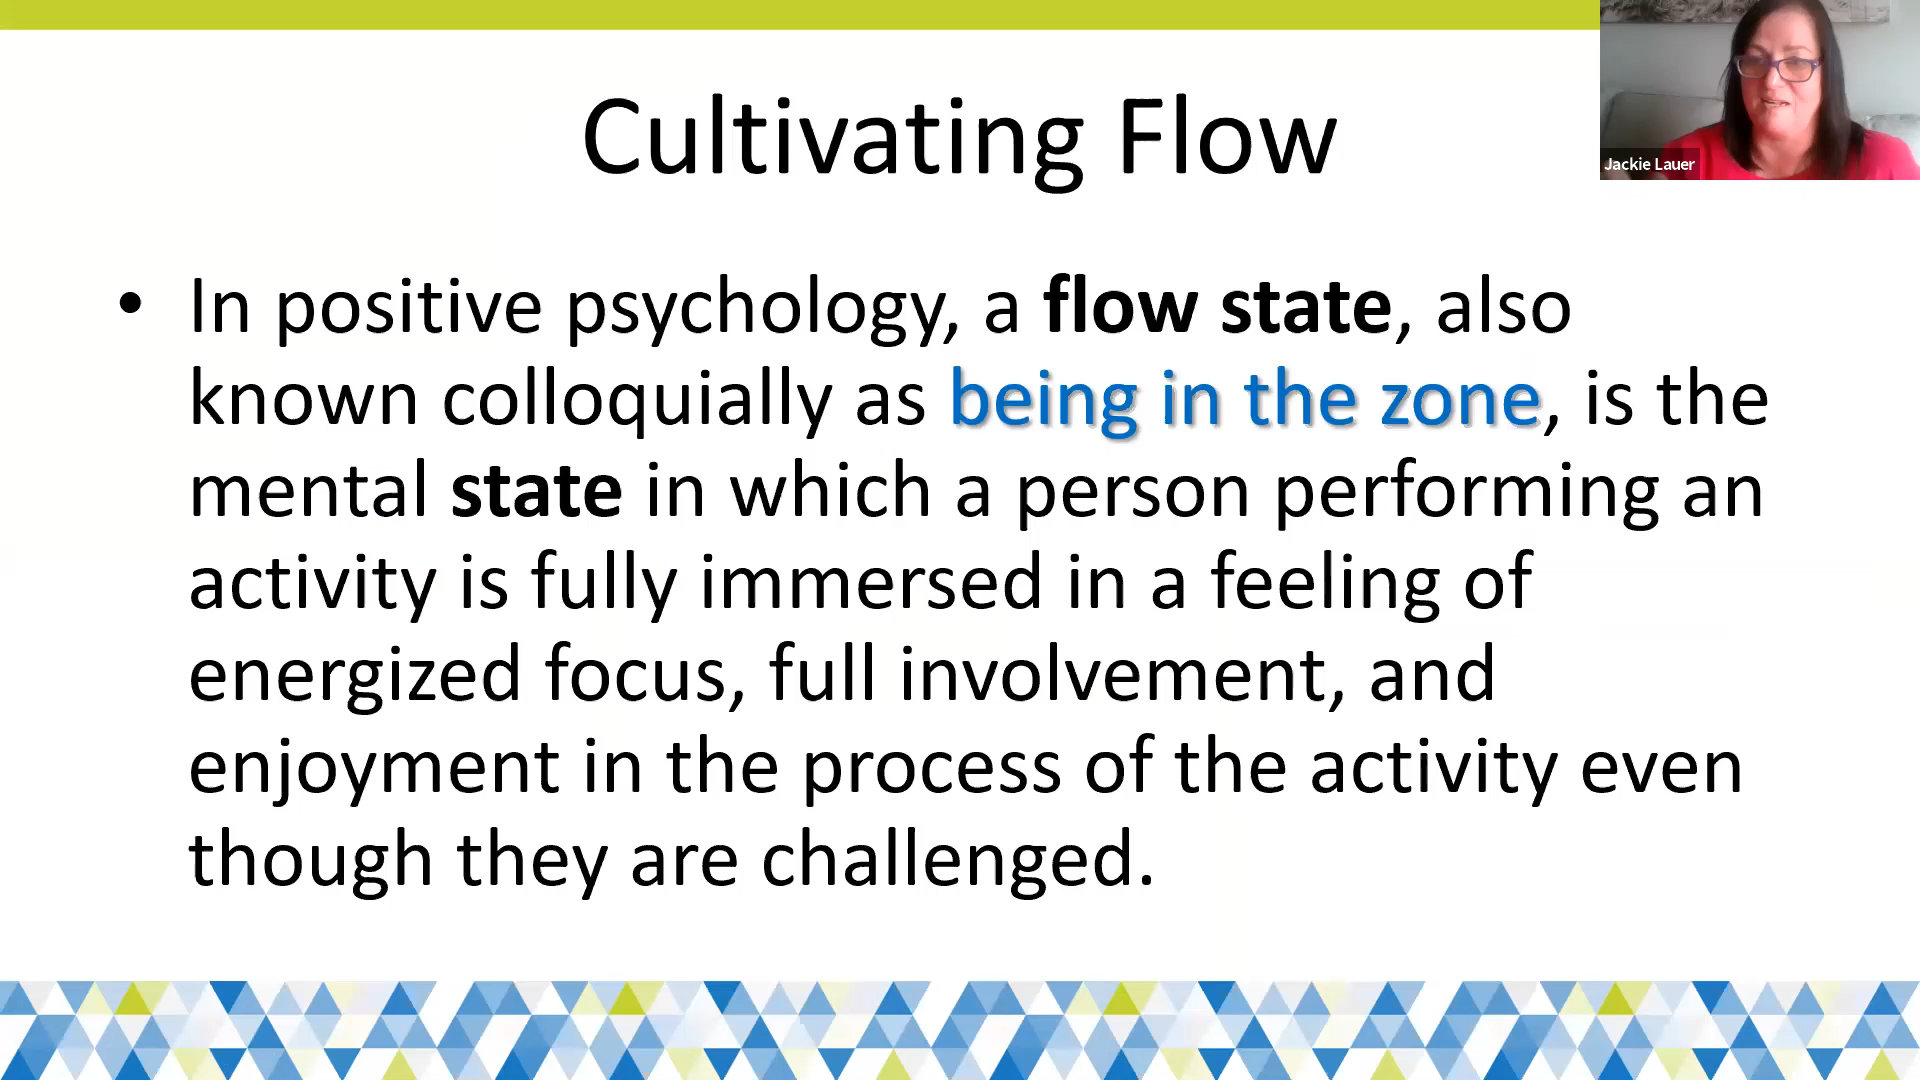 Cultivating Flow
Jackie Lauer
• In positive psychology, a flow state, also
known colloquially as being in the zone, is the
mental state in which a person performing an
activity is fully immersed in a feeling of
energized focus, full involvement, and
enjoyment in the process of the activity even
though they are challenged.